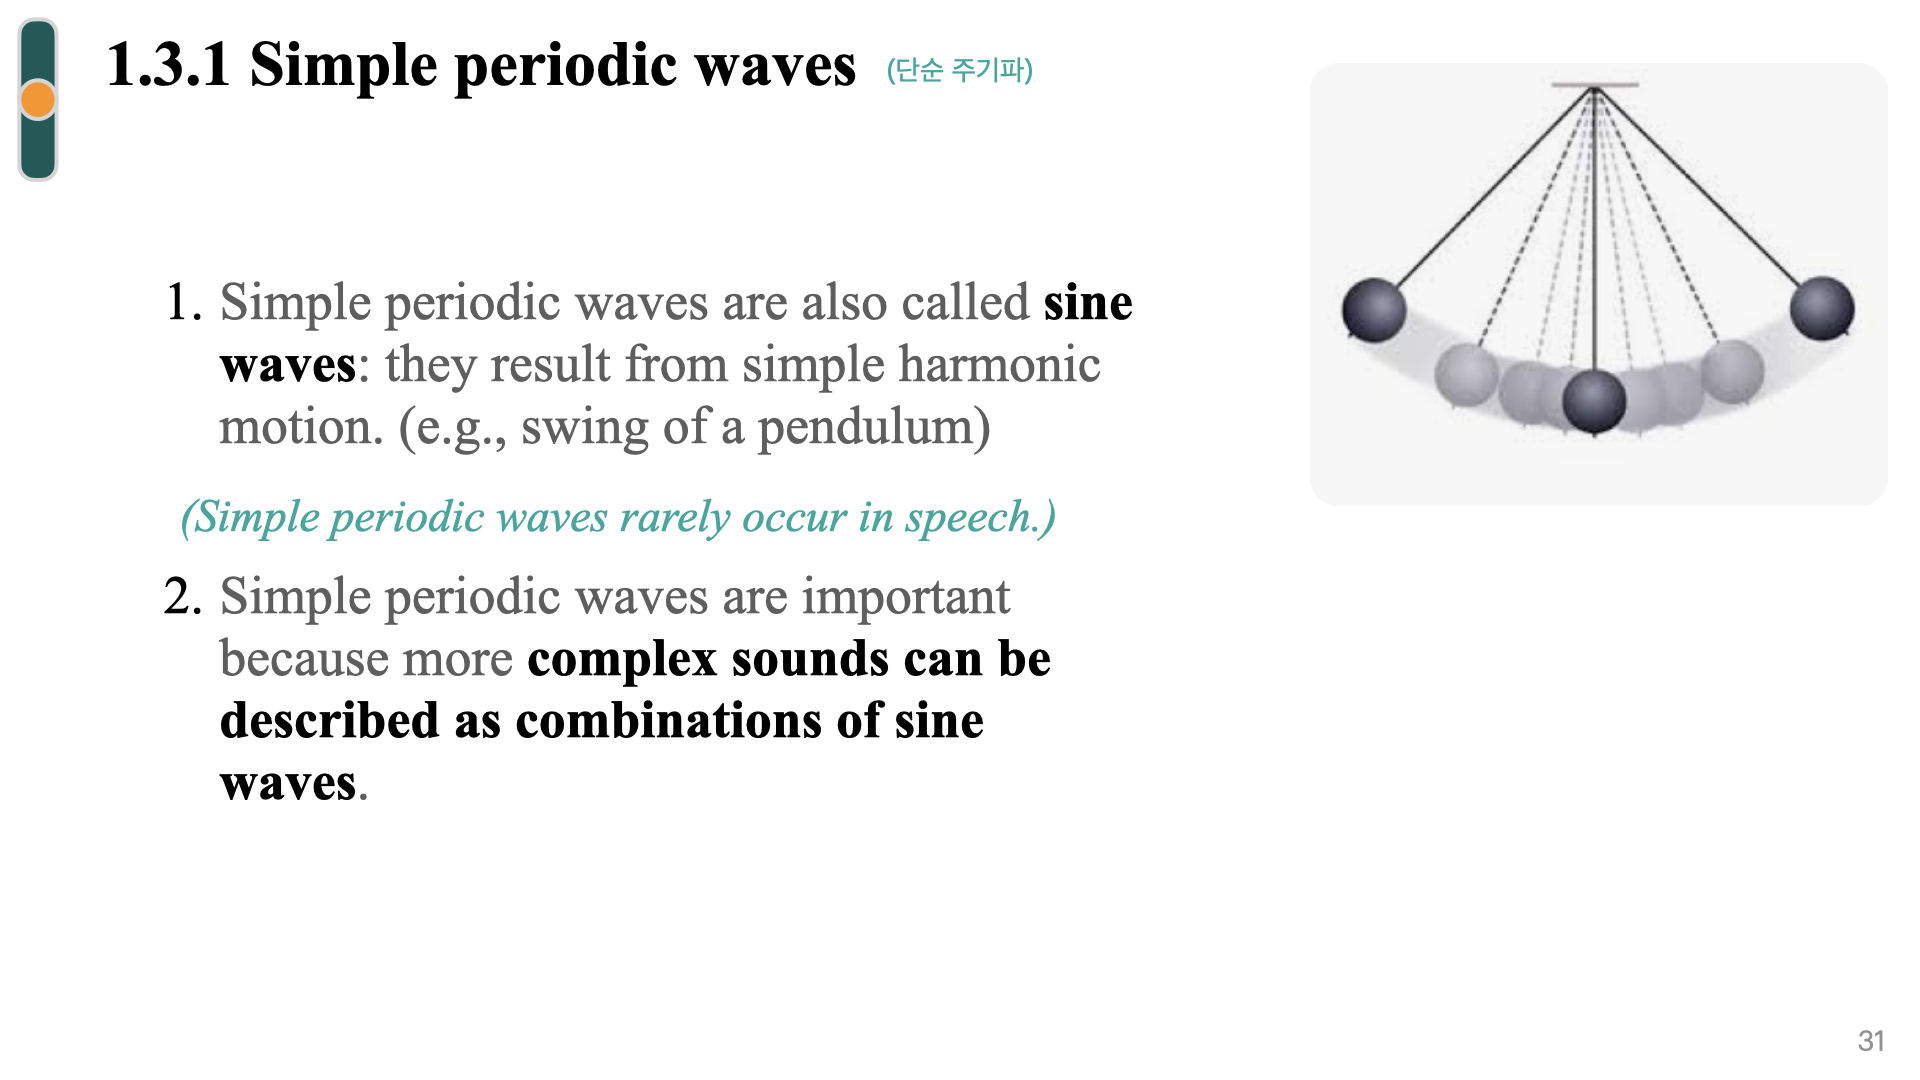 1.3.1 Simple periodic waves (단순 주기파)
1. Simple periodic waves are also called sine
waves: they result from simple harmonic
motion. (e.g., swing of a pendulum)
(Simple periodic waves rarely occur in speech.)
2. Simple periodic waves are important
because more complex sounds can be
described as combinations of sine
waves.
31